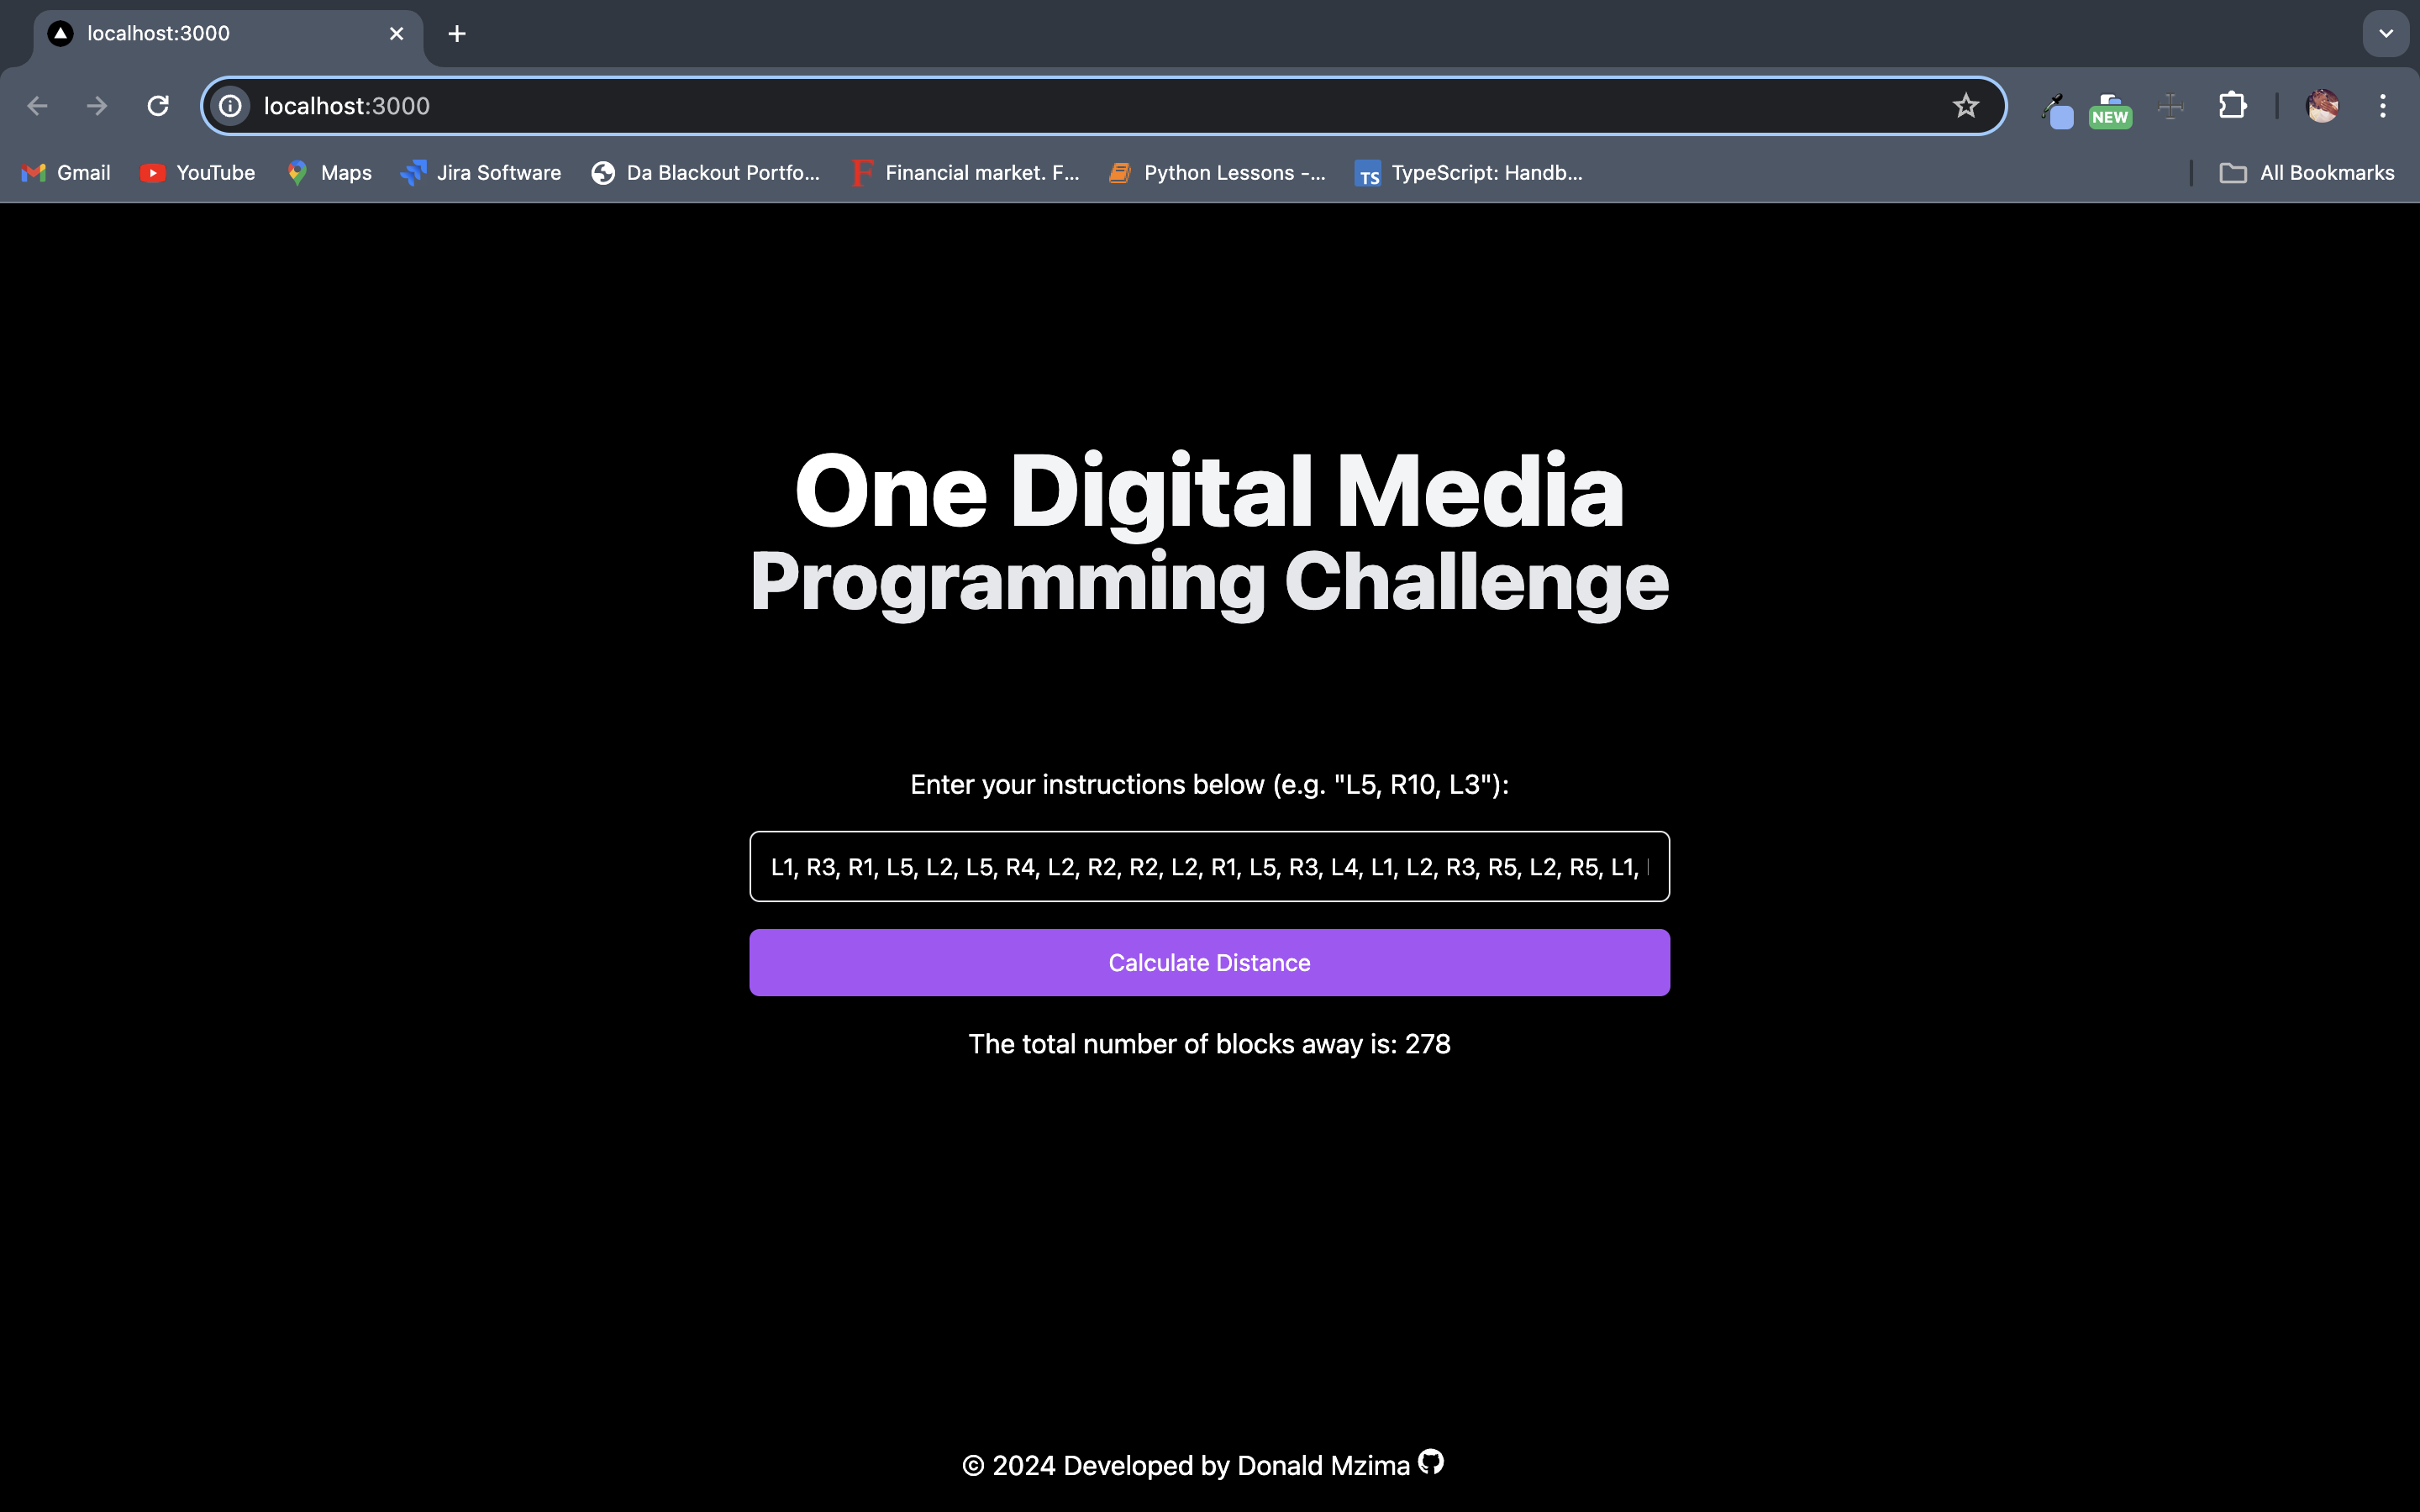 localhost:3000
localhost:3000
NEW
Gmail YouTube Maps Jira Software Da Blackout Portfo... Financial market. F... Python Lessons -... TS TypeScript: Handb... All Bookmarks
One Digital Media
Programming Challenge
Enter your instructions below (e.g. "L5, R10, L3"):
L1, R3, R1, L5, L2, L5, R4, L2, R2, R2, L2, R1, L5, R3, L4, L1, L2, R3, R5, L2, R5, L1,
Calculate Distance
The total number of blocks away is: 278
© 2024 Developed by Donald Mzima